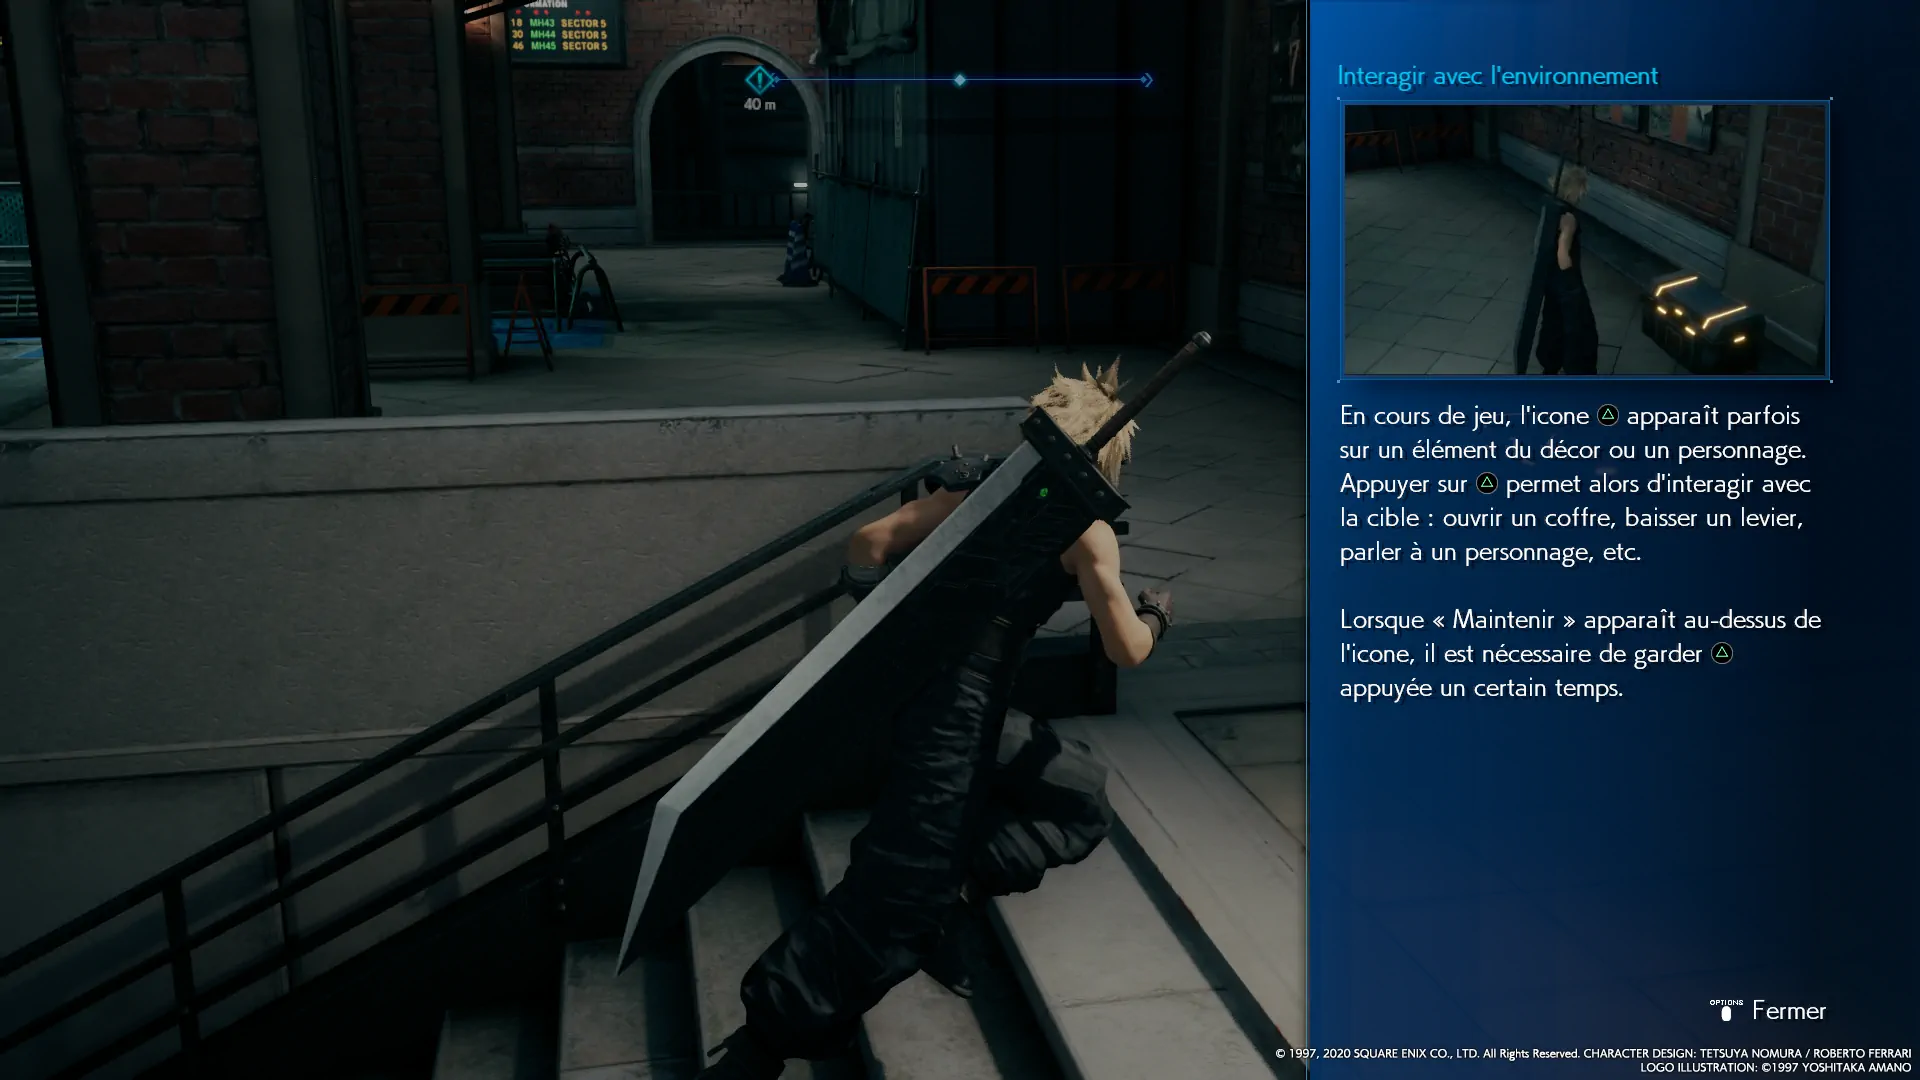 18 MH43 SECTOR 5
30 MH44 SECTOR 5
46 MH45 SECTOR 5
40 m
Interagir avec l'environnement
En cours de jeu, l'icone apparaît parfois
sur un élément du décor ou un personnage.
Appuyer sur permet alors d'interagir avec
la cible : ouvrir un coffre, baisser un levier,
parler à un personnage, etc.
Lorsque « Maintenir » apparaît au-dessus de
l'icone, il est nécessaire de garder
appuyée un certain temps.
OPTIONS
Fermer
© 1997, 2020 SQUARE ENIX CO., LTD. All Rights Reserved. CHARACTER DESIGN: TETSUYA NOMURA / ROBERTO FERRARI
LOGO ILLUSTRATION: ©1997 YOSHITAKA AMANO